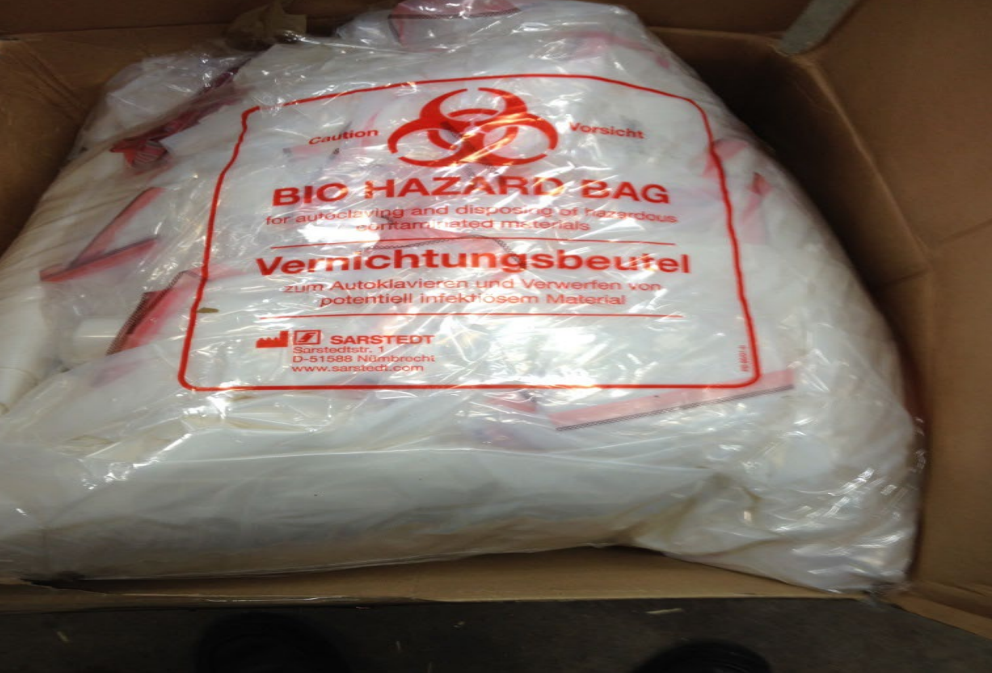 Caution Vorsicht
BIO HAZARD BAG
for autoclaving and disposing of hazardous
contaminated materials
Vernichtungsbeutel
zum Autoklavieren und Verwerfen von
potentiell infektiösem Material
SARSTEDT
Sarstedtstr. 1
D-51588 Nümbrecht
www.sarstedt.com